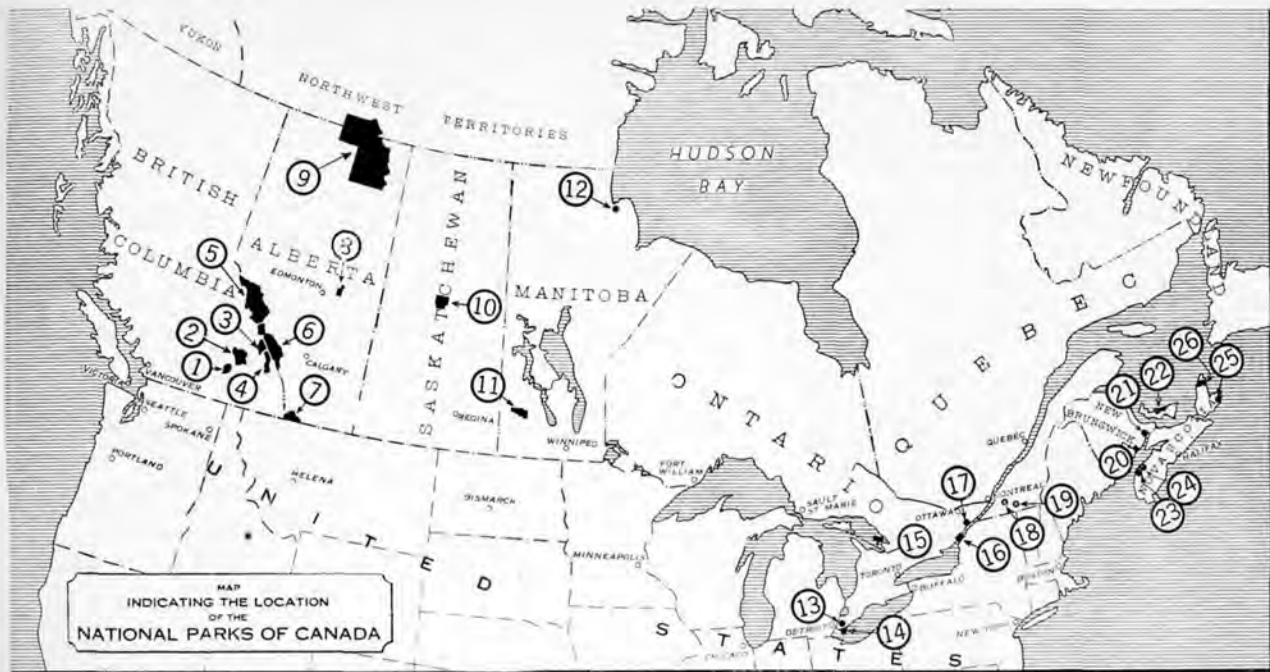 YUKON
NORTHWEST TERRITORIES
HUDSON
BAY
NEWFOUNDLAND
BRITISH
COLUMBIA
ALBERTA
SASKATCHEWAN
MANITOBA
ONTARIO
QUEBEC
NEW
BRUNSWICK
NOVA SCOTIA
9
12
5
8
EDMONTON
10
3
6
2
1
4
CALGARY
7
11
REGINA
WINNIPEG
VICTORIA
VANCOUVER
SEATTLE
SPOKANE
PORTLAND
HELENA
BISMARCK
MINNEAPOLIS
FORT
WILLIAM
SAULT
ST MARIE
OTTAWA
MONTREAL
QUEBEC
HALIFAX
26
25
22
21
20
24
23
17
19
18
16
15
TORONTO
BUFFALO
BOSTON
NEW YORK
13
14
DETROIT
CHICAGO
UNITED
STATES
MAP
INDICATING THE LOCATION
OF THE
NATIONAL PARKS OF CANADA